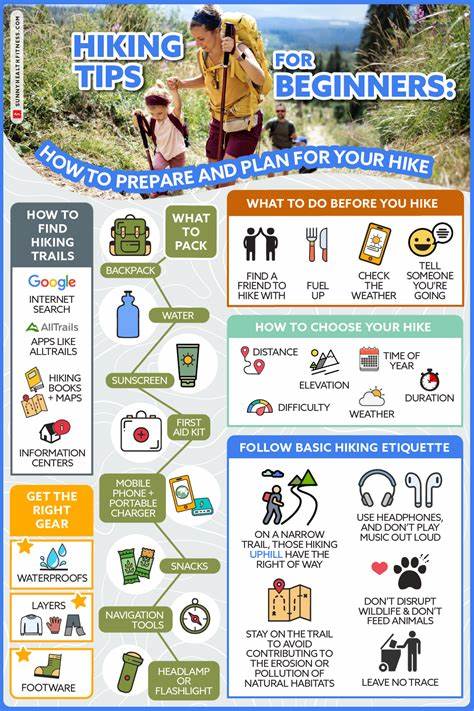 SUNNYHEALTHFITNESS.COM
HIKING
TIPS
FOR
BEGINNERS:
HOW TO PREPARE AND PLAN FOR YOUR HIKE
HOW TO
FIND
HIKING
TRAILS
Google
INTERNET
SEARCH
AllTrails
APPS LIKE
ALLTRAILS
HIKING
BOOKS
+ MAPS
INFORMATION
CENTERS
GET THE
RIGHT
GEAR
WATERPROOFS
LAYERS
FOOTWARE
WHAT
TO
PACK
BACKPACK
WATER
SUNSCREEN
FIRST
AID KIT
MOBILE
PHONE +
PORTABLE
CHARGER
SNACKS
NAVIGATION
TOOLS
HEADLAMP
OR
FLASHLIGHT
WHAT TO DO BEFORE YOU HIKE
FIND A
FRIEND TO
HIKE WITH
FUEL
UP
CHECK
THE
WEATHER
TELL
SOMEONE
YOU'RE
GOING
HOW TO CHOOSE YOUR HIKE
DISTANCE
ELEVATION
TIME OF
YEAR
DIFFICULTY
WEATHER
DURATION
FOLLOW BASIC HIKING ETIQUETTE
ON A NARROW
TRAIL, THOSE HIKING
UPHILL HAVE THE
RIGHT OF WAY
USE HEADPHONES,
AND DON'T PLAY
MUSIC OUT LOUD
STAY ON THE TRAIL
TO AVOID
CONTRIBUTING TO
THE EROSION OR
POLLUTION OF
NATURAL HABITATS
DON'T DISRUPT
WILDLIFE & DON'T
FEED ANIMALS
LEAVE NO TRACE